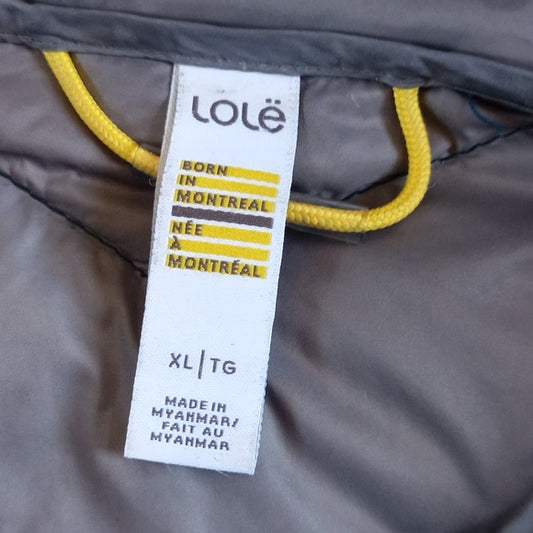 LOLë
BORN
IN
MONTREAL
NÉE
À
MONTRÉAL
XL | TG
MADE IN
MYANMAR/
FAIT AU
MYANMAR